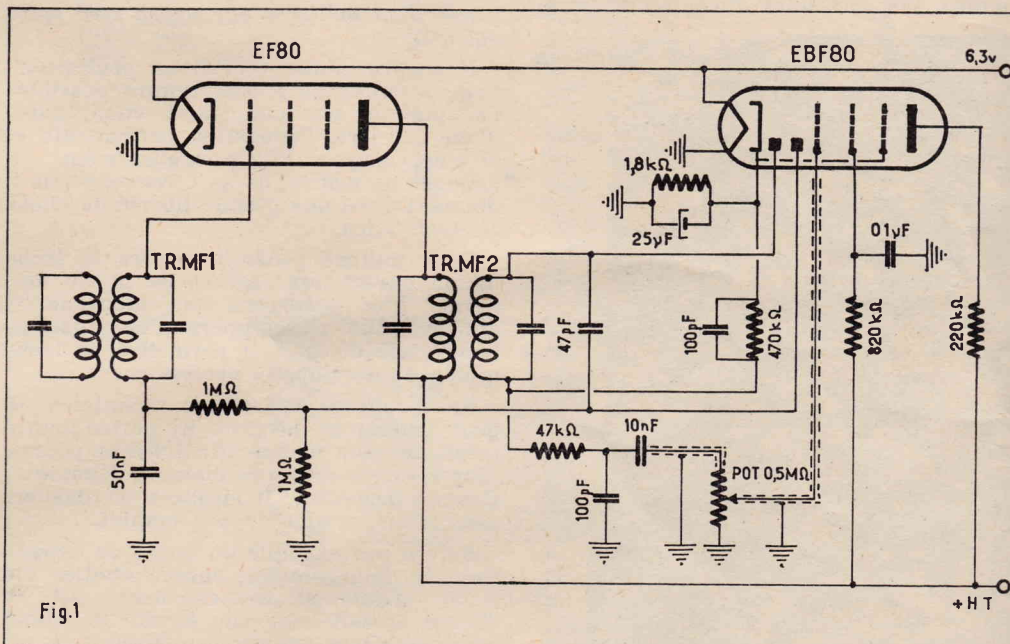 EF80
EBF80
6,3v
1,8kΩ
25µF
01µF
TR.MF1
TR.MF2
47pF
100pF
470kΩ
820kΩ
220kΩ
1MΩ
50nF
1MΩ
47kΩ
10nF
100pF
POT 0,5MΩ
Fig.1
+HT